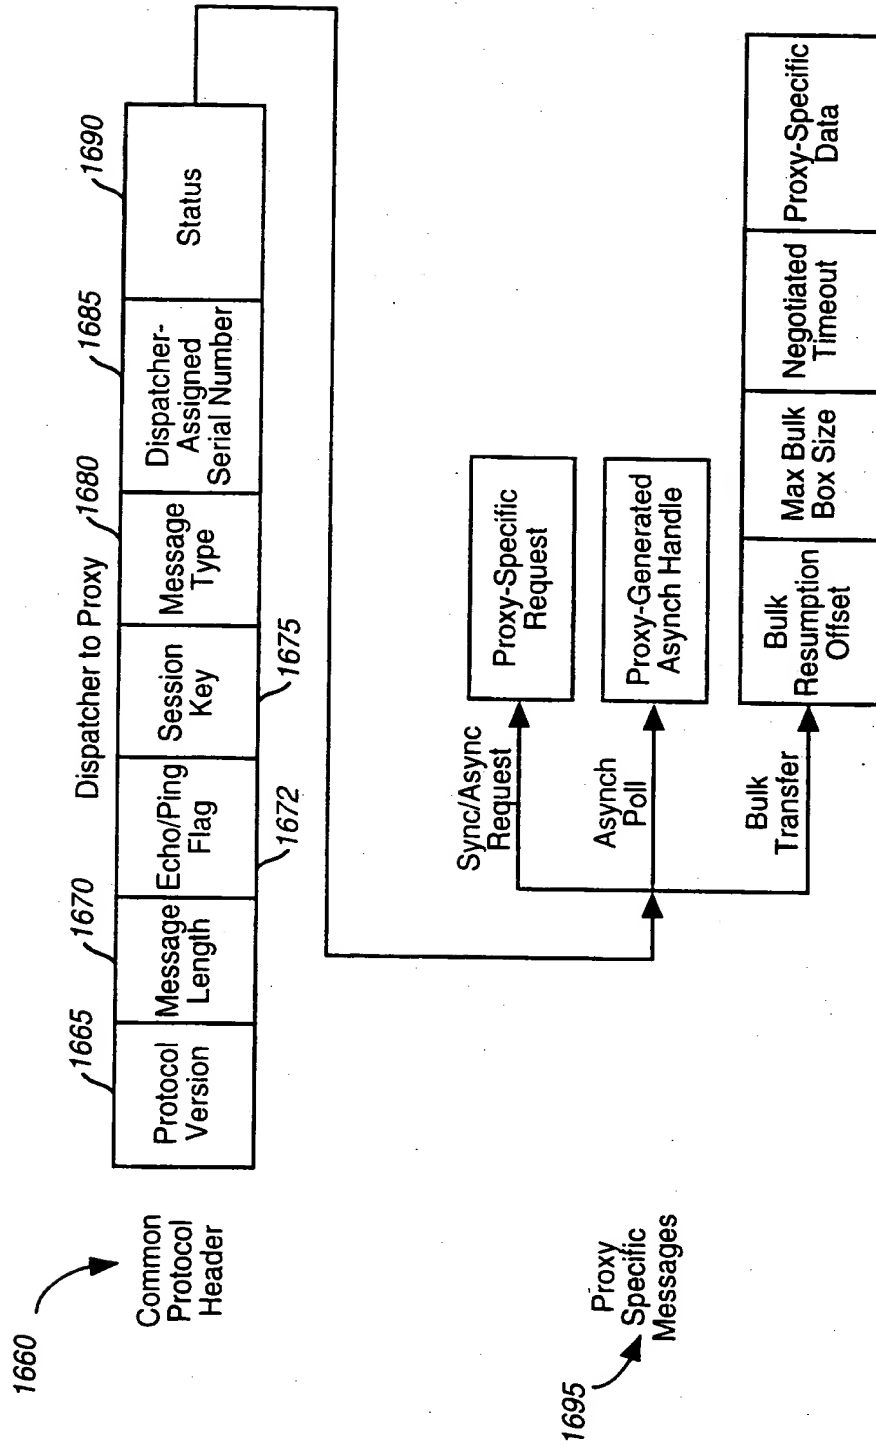 Dispatcher to Proxy
1660
Common
Protocol
Header
1665
1670
1680
1685
1690
Protocol
Version
Message
Length
Echo/Ping
Flag
Session
Key
Message
Type
Dispatcher-
Assigned
Serial Number
Status
1672
1675
1695
Proxy
Specific
Messages
Sync/Async
Request
Proxy-Specific
Request
Asynch
Poll
Proxy-Generated
Asynch Handle
Bulk
Transfer
Bulk
Resumption
Offset
Max Bulk
Box Size
Negotiated
Timeout
Proxy-Specific
Data